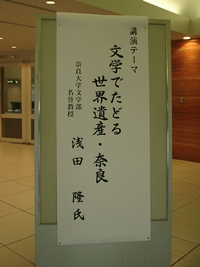 講演テーマ
文学でたどる
世界遺産・奈良
奈良大学文学部
名誉教授
浅田隆氏